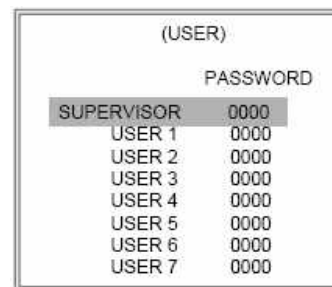 (USER)
PASSWORD
SUPERVISOR 0000
USER 1 0000
USER 2 0000
USER 3 0000
USER 4 0000
USER 5 0000
USER 6 0000
USER 7 0000